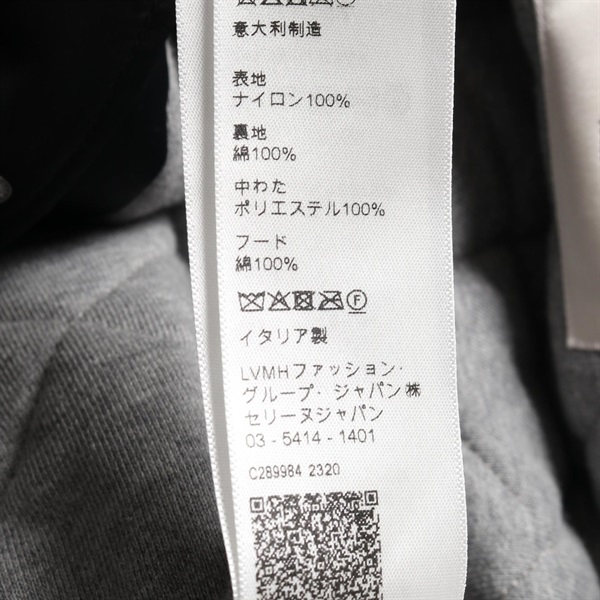 意大利制造
表地
ナイロン100%
裏地
綿100%
中わた
ポリエステル100%
フード
綿100%
F
イタリア製
LVMHファッション・
グループ・ジャパン㈱
セリーヌジャパン
03 - 5414 - 1401
C289984 2320